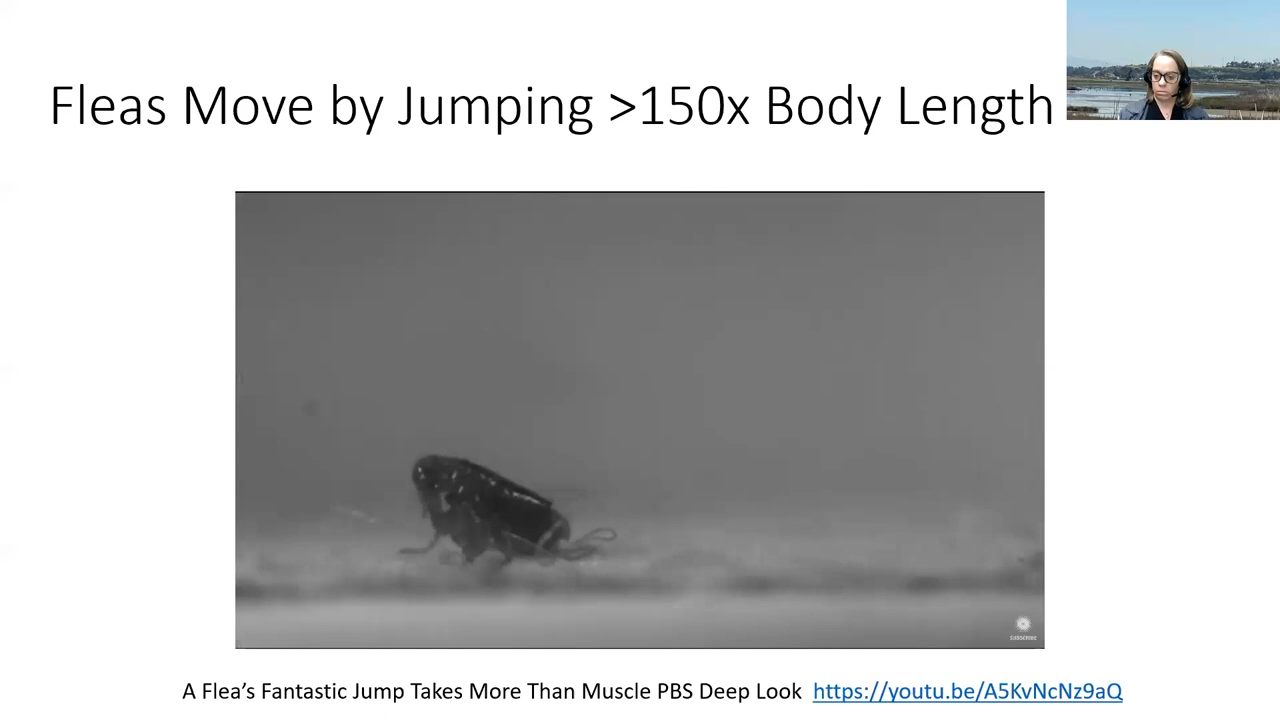 Fleas Move by Jumping >150x Body Length
SUBSCRIBE
A Flea’s Fantastic Jump Takes More Than Muscle PBS Deep Look https://youtu.be/A5KvNcNz9aQ